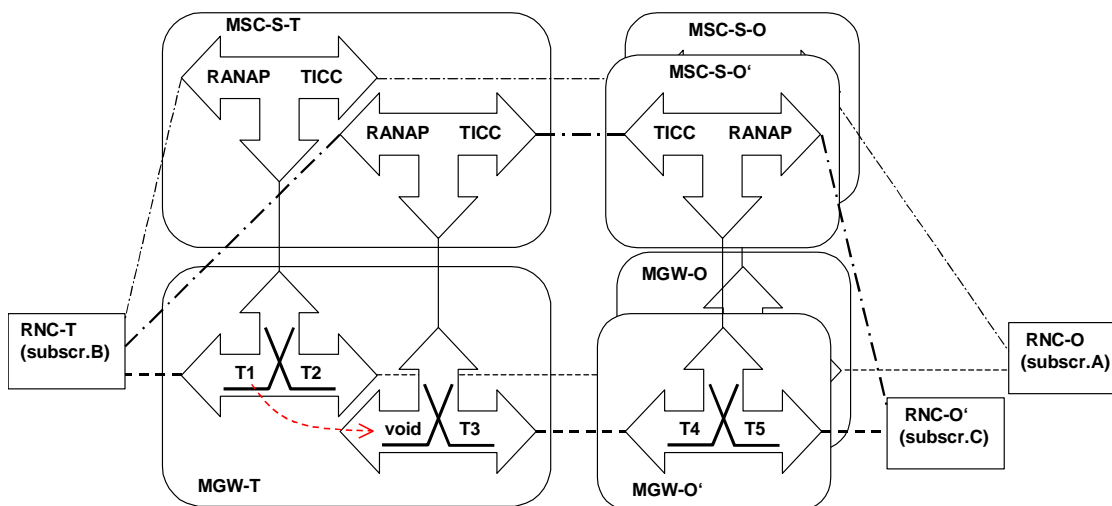 MSC-S-T
MSC-S-O
MSC-S-O‘
RANAP TICC
RANAP TICC
TICC RANAP
MGW-O
RNC-T
(subscr.B)
RNC-O
(subscr.A)
T1 T2
RNC-O‘
(subscr.C)
void T3
T4 T5
MGW-T
MGW-O‘